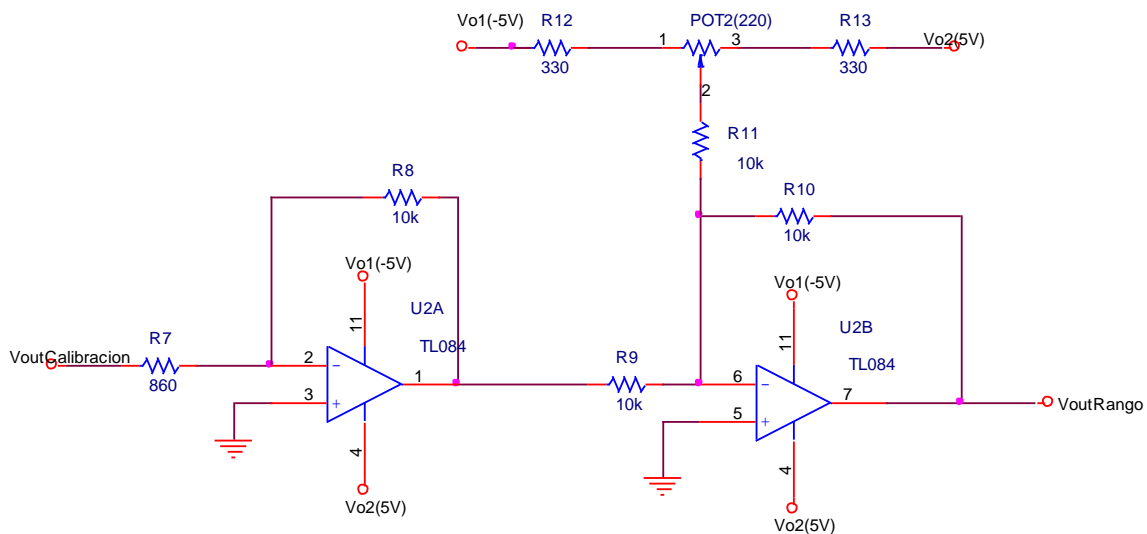 Vo1(-5V)
R12
POT2(220)
R13
Vo2(5V)
1
3
330
330
2
R11
10k
R8
10k
R10
10k
Vo1(-5V)
Vo1(-5V)
U2A
U2B
11
11
TL084
TL084
VoutCalibracion
R7
860
2
3
1
R9
10k
6
5
7
VoutRango
4
4
Vo2(5V)
Vo2(5V)